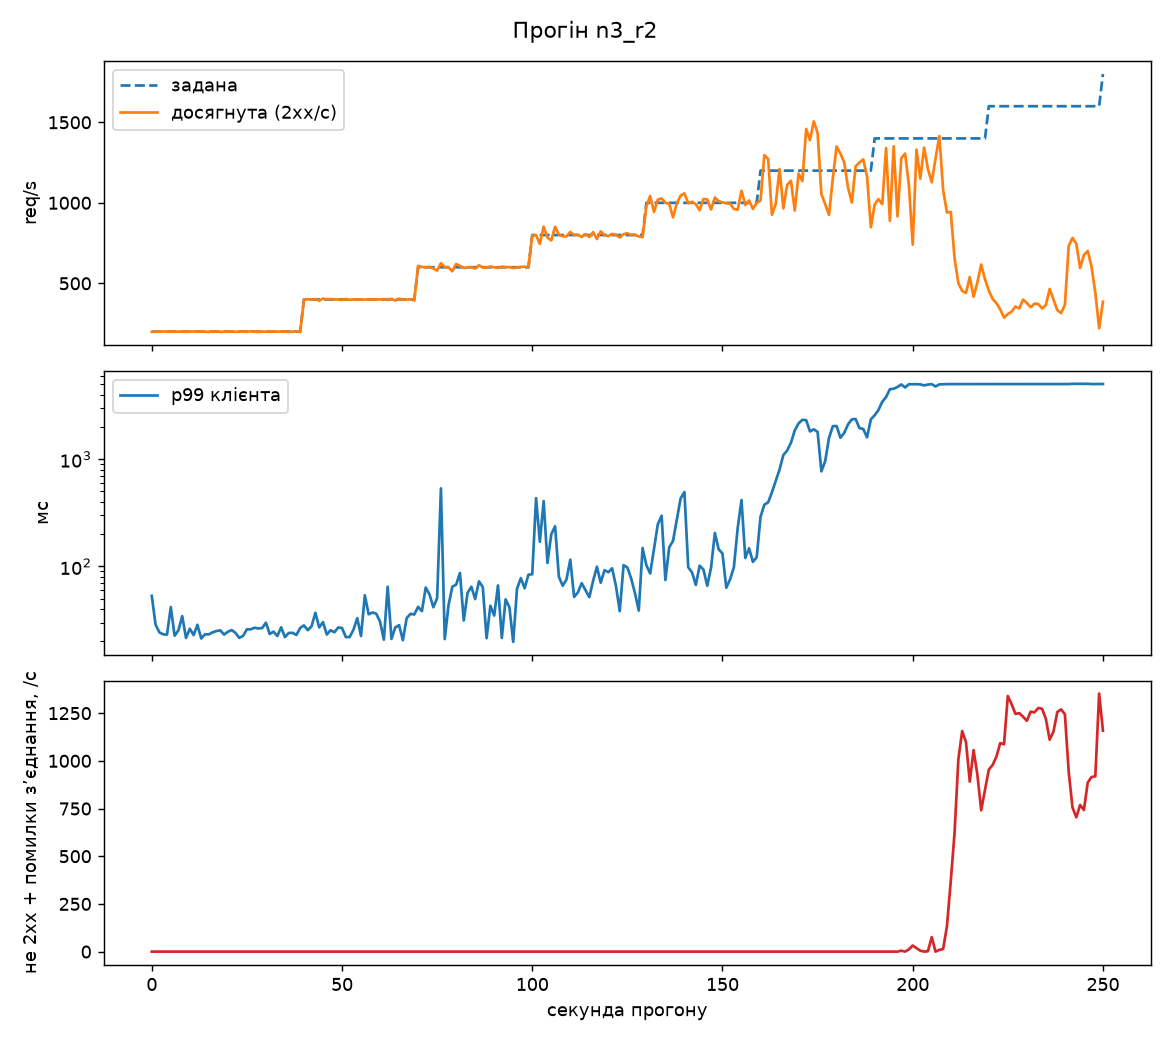 Прогін n3_r2
задана
досягнута (2xx/с)
1500
1000
500
req/s
p99 клієнта
10³
10²
мс
1250
1000
750
500
250
0
не 2xx + помилки з’єднання, /с
0 50 100 150 200 250
секунда прогону